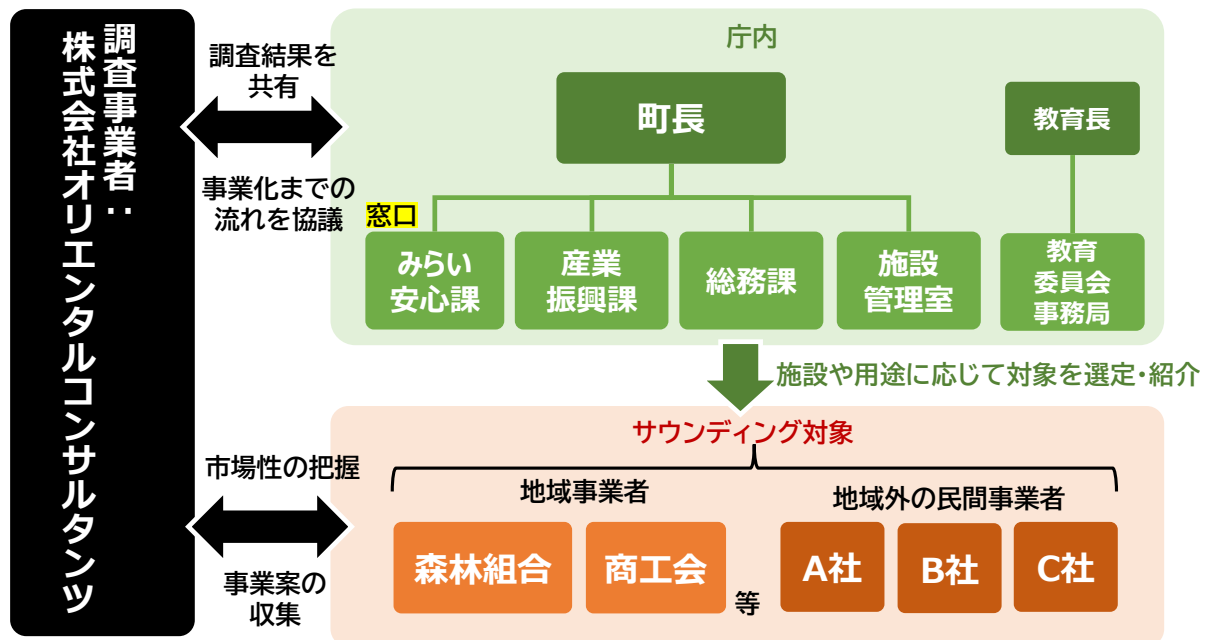 調査事業者：
株式会社オリエンタルコンサルタンツ
調査結果を
共有
事業化までの
流れを協議
庁内
町長
教育長
窓口
みらい
安心課
産業
振興課
総務課
施設
管理室
教育
委員会
事務局
施設や用途に応じて対象を選定・紹介
サウンディング対象
市場性の把握
事業案の
収集
地域事業者
森林組合
商工会
等
地域外の民間事業者
A社
B社
C社